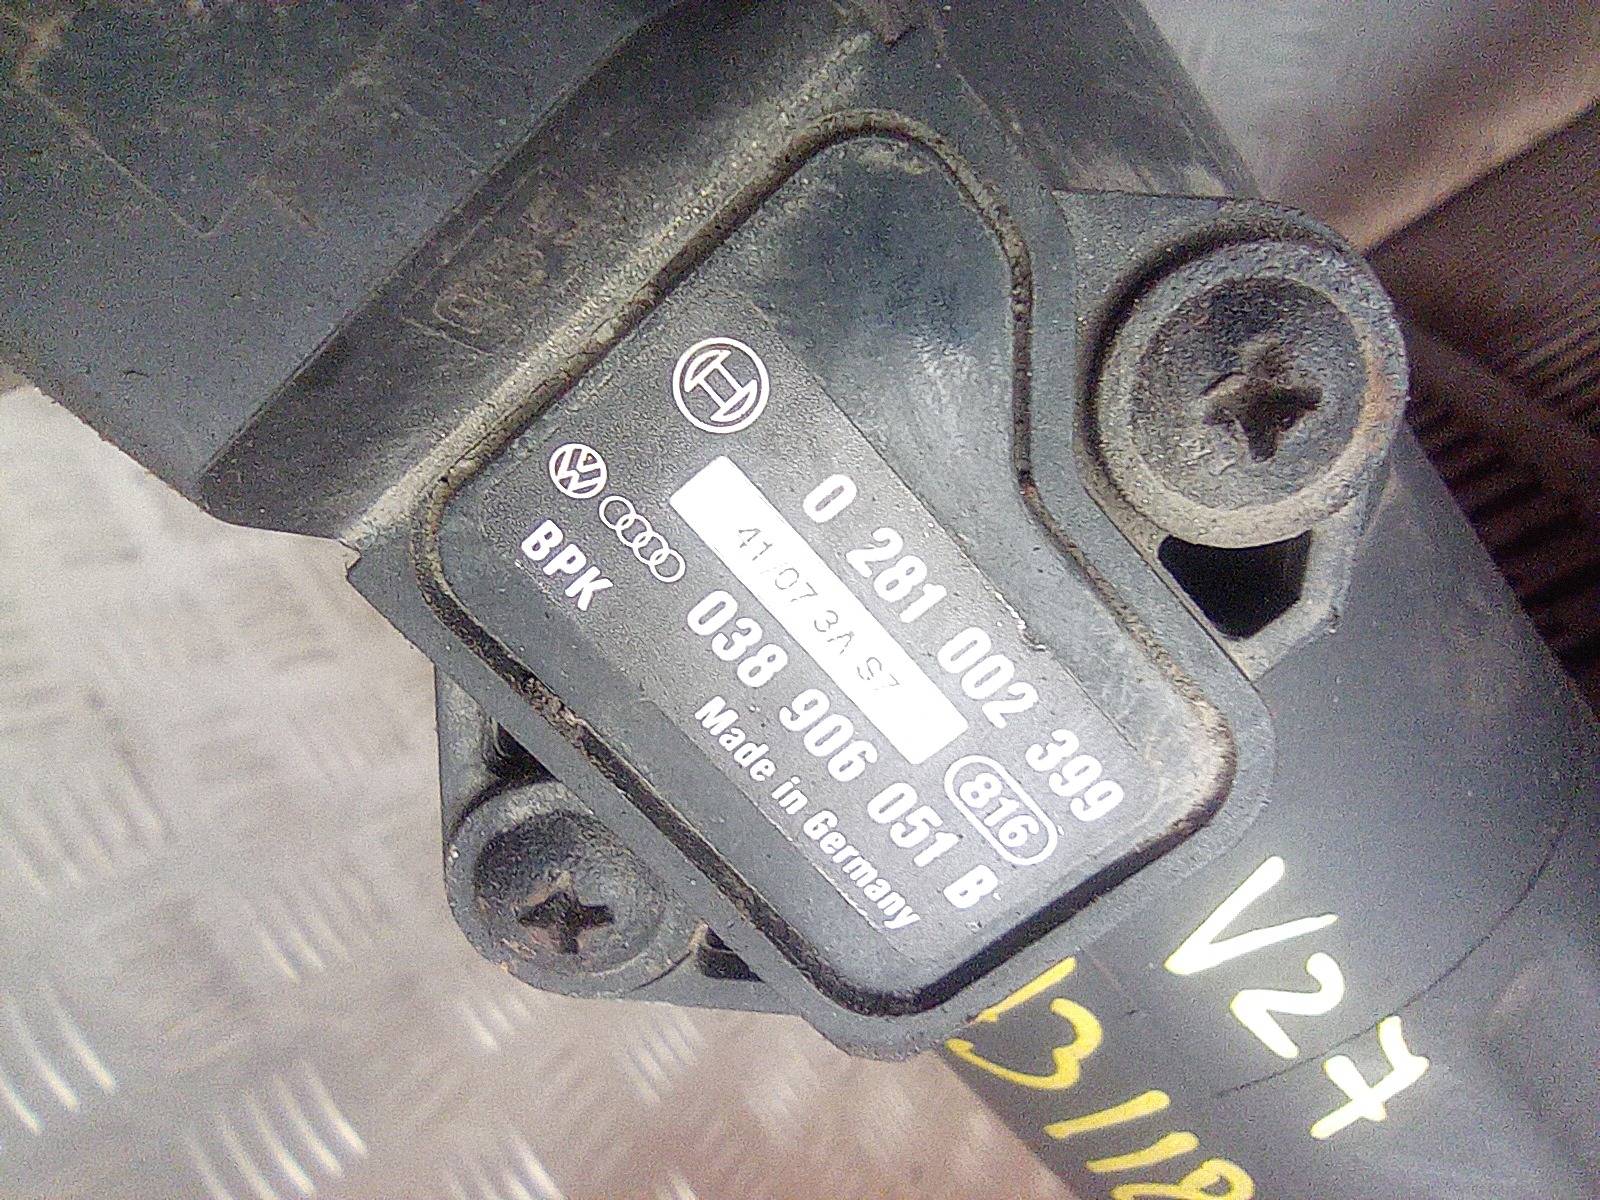 0 281 002 399
41/07 3A S7
816
038 906 051 B
BPK
Made in Germany
V27